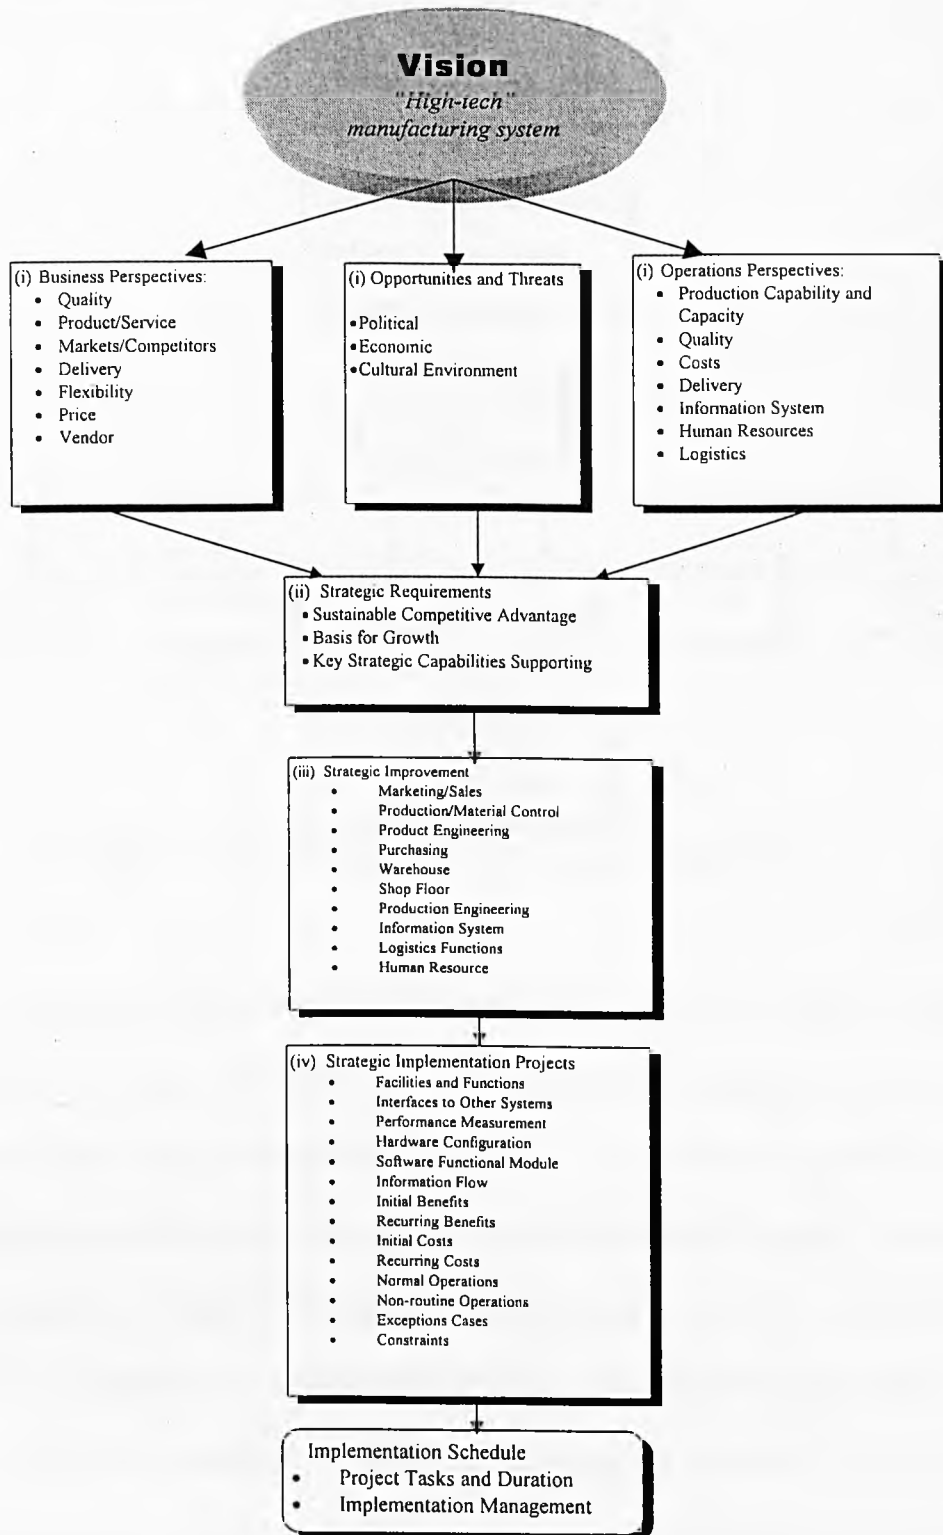 Vision
"High-tech"
manufacturing system
(i) Business Perspectives:
• Quality
• Product/Service
• Markets/Competitors
• Delivery
• Flexibility
• Price
• Vendor
(i) Opportunities and Threats
• Political
• Economic
• Cultural Environment
(i) Operations Perspectives:
• Production Capability and
Capacity
• Quality
• Costs
• Delivery
• Information System
• Human Resources
• Logistics
(ii) Strategic Requirements
• Sustainable Competitive Advantage
• Basis for Growth
• Key Strategic Capabilities Supporting
(iii) Strategic Improvement
• Marketing/Sales
• Production/Material Control
• Product Engineering
• Purchasing
• Warehouse
• Shop Floor
• Production Engineering
• Information System
• Logistics Functions
• Human Resource
(iv) Strategic Implementation Projects
• Facilities and Functions
• Interfaces to Other Systems
• Performance Measurement
• Hardware Configuration
• Software Functional Module
• Information Flow
• Initial Benefits
• Recurring Benefits
• Initial Costs
• Recurring Costs
• Normal Operations
• Non-routine Operations
• Exceptions Cases
• Constraints
Implementation Schedule
• Project Tasks and Duration
• Implementation Management